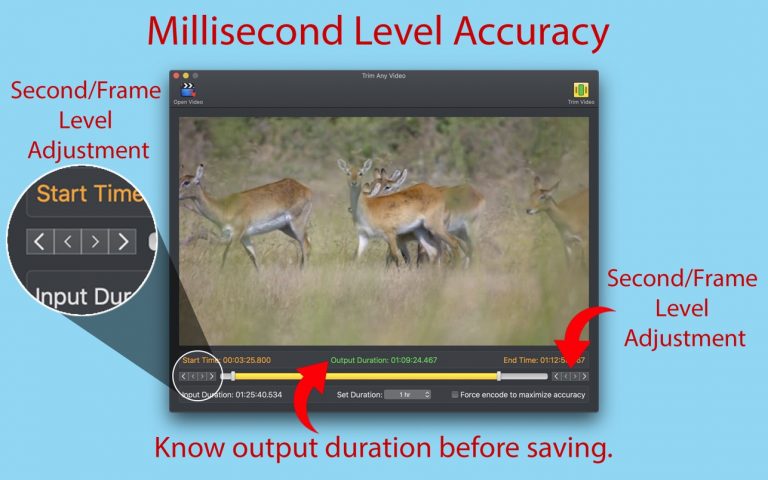 Millisecond Level Accuracy
Second/Frame
Level
Adjustment
Trim Any Video
Open Video
Trim Video
Start Time
Input Dur
Second/Frame
Level
Adjustment
Start Time: 00:03:25.800
Output Duration: 01:09:24.467
End Time: 01:12:5
Input Duration: 01:25:40.534
Set Duration:
1 hr
Force encode to maximize accuracy
Know output duration before saving.